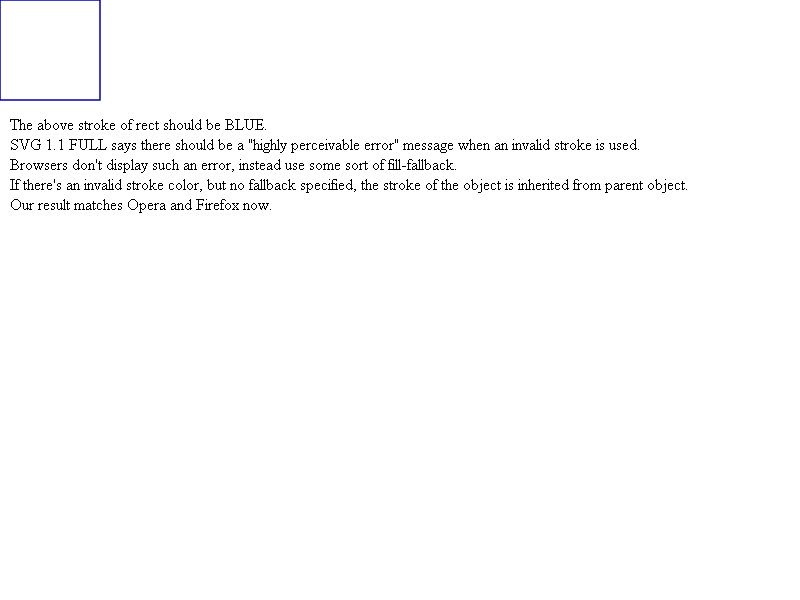 The above stroke of rect should be BLUE.
SVG 1.1 FULL says there should be a "highly perceivable error" message when an invalid stroke is used.
Browsers don't display such an error, instead use some sort of fill-fallback.
If there's an invalid stroke color, but no fallback specified, the stroke of the object is inherited from parent object.
Our result matches Opera and Firefox now.